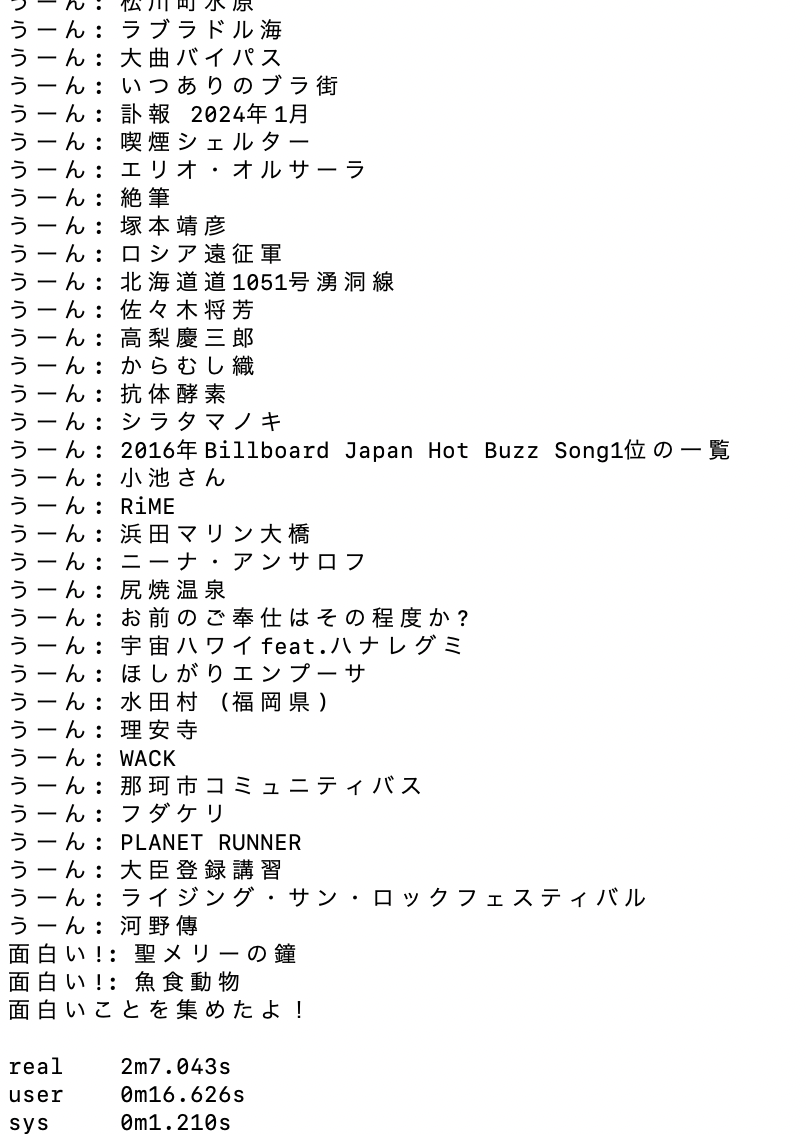 うーん: 松川町水原
うーん: ラブラドル海
うーん: 大曲バイパス
うーん: いつありのブラ街
うーん: 訃報 2024年1月
うーん: 喫煙シェルター
うーん: エリオ・オルサーラ
うーん: 絶筆
うーん: 塚本靖彦
うーん: ロシア遠征軍
うーん: 北海道道1051号湧洞線
うーん: 佐々木将芳
うーん: 高梨慶三郎
うーん: からむし織
うーん: 抗体酵素
うーん: シラタマノキ
うーん: 2016年Billboard Japan Hot Buzz Song1位の一覧
うーん: 小池さん
うーん: RiME
うーん: 浜田マリン大橋
うーん: ニーナ・アンサロフ
うーん: 尻焼温泉
うーん: お前のご奉仕はその程度か?
うーん: 宇宙ハワイfeat.ハナレグミ
うーん: ほしがりエンプーサ
うーん: 水田村 (福岡県)
うーん: 理安寺
うーん: WACK
うーん: 那珂市コミュニティバス
うーん: フダケリ
うーん: PLANET RUNNER
うーん: 大臣登録講習
うーん: ライジング・サン・ロックフェスティバル
うーん: 河野傳
面白い!: 聖メリーの鐘
面白い!: 魚食動物
面白いことを集めたよ！
real 2m7.043s
user 0m16.626s
sys 0m1.210s